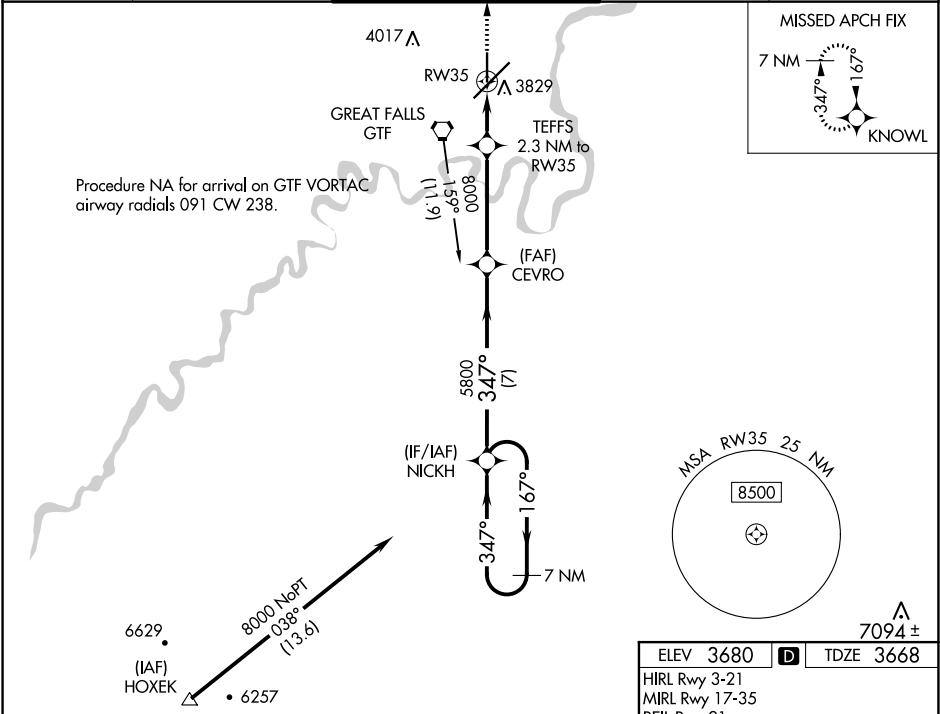 MISSED APCH FIX
7 NM
347°
167°
KNOWL
4017
RW35
3829
GREAT FALLS
GTF
TEFFS
2.3 NM to
RW35
Procedure NA for arrival on GTF VORTAC
airway radials 091 CW 238.
8000
159°
(11.9)
(FAF)
CEVRO
5800
347°
(7)
(IF/IAF)
NICKH
347°
167°
7 NM
MSA RW35 25 NM
8500
8000 NoPT
038°
(13.6)
6629
(IAF)
HOXEK
6257
7094 ±
ELEV 3680 D TDZE 3668
HIRL Rwy 3-21
MIRL Rwy 17-35